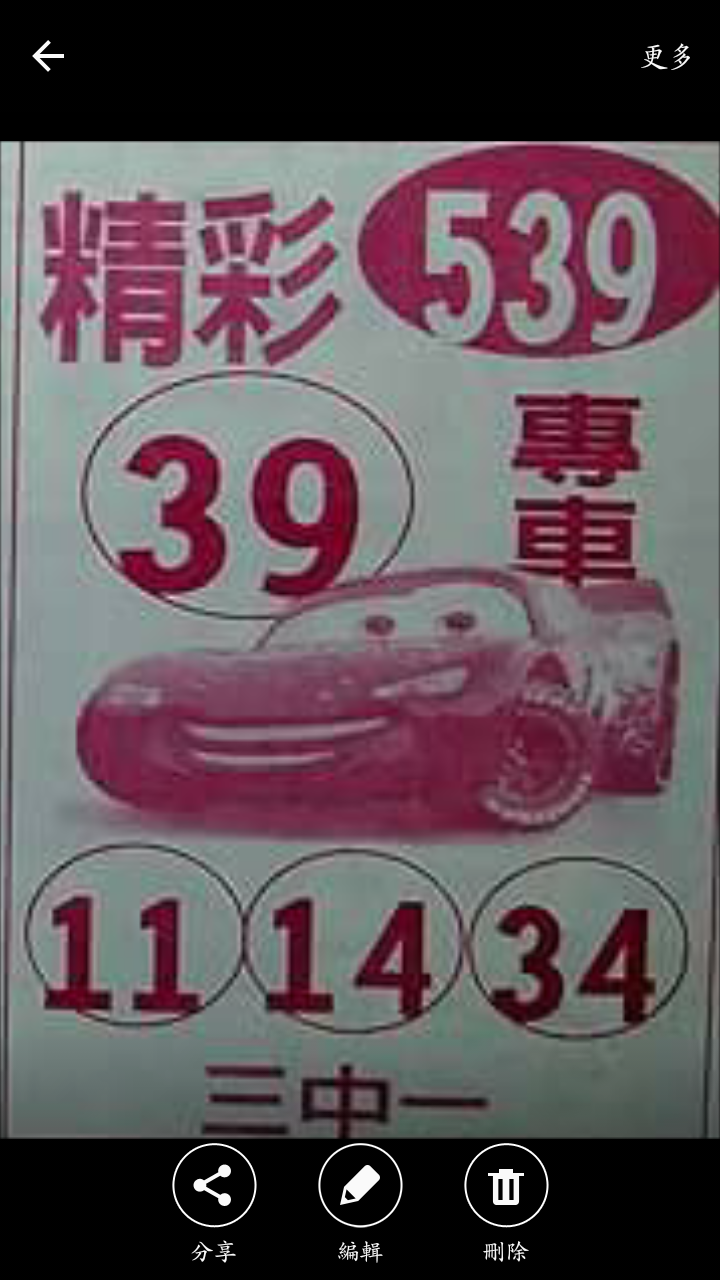 更多
精彩 539
39
專車
11 14 34
三中一
分享 編輯 刪除